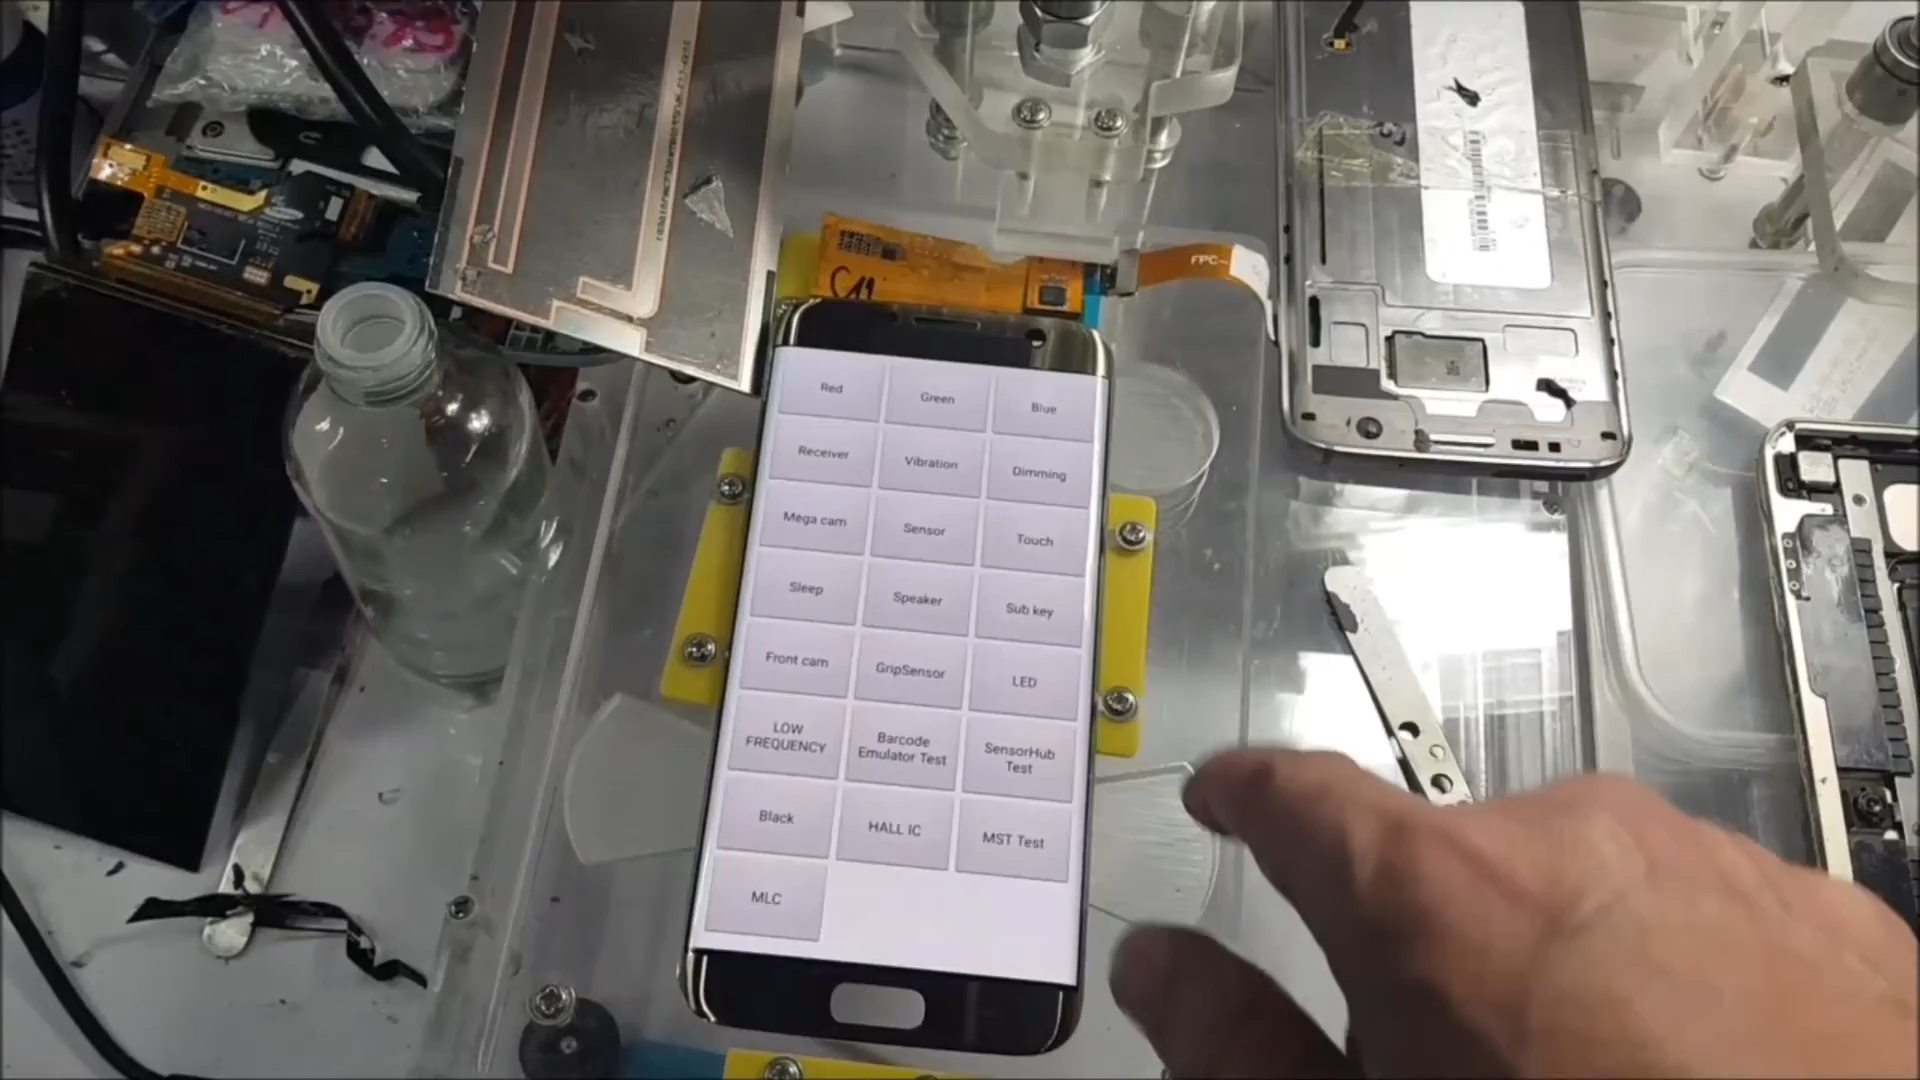 FPC-
Red
Green
Blue
Receiver
Vibration
Dimming
Mega cam
Sensor
Touch
Sleep
Speaker
Sub key
Front cam
GripSensor
LED
LOW
FREQUENCY
Barcode
Emulator Test
SensorHub
Test
Black
HALL IC
MST Test
MLC